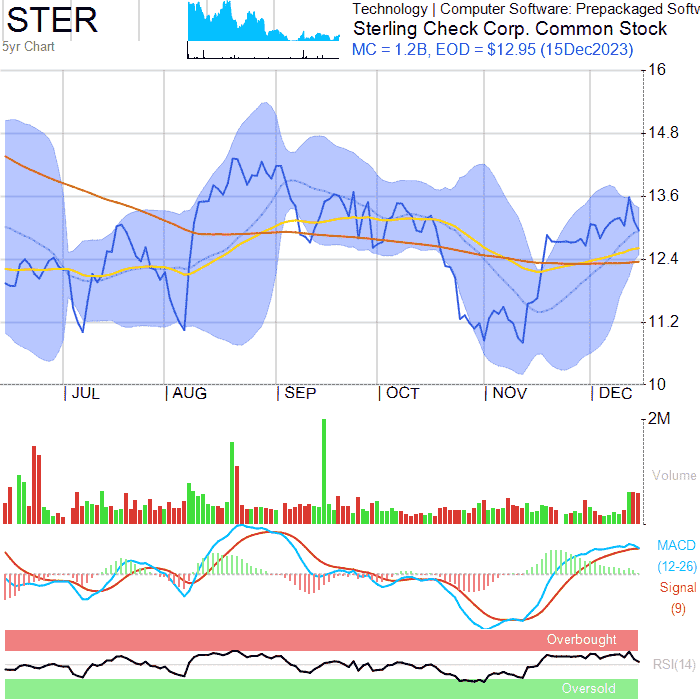 STER
5yr Chart
Technology | Computer Software: Prepackaged Softw
Sterling Check Corp. Common Stock
MC = 1.2B, EOD = $12.95 (15Dec2023)
16
14.8
13.6
12.4
11.2
10
JUL
AUG
SEP
OCT
NOV
DEC
2M
Volume
MACD
(12-26)
Signal
(9)
Overbought
RSI(14)
Oversold